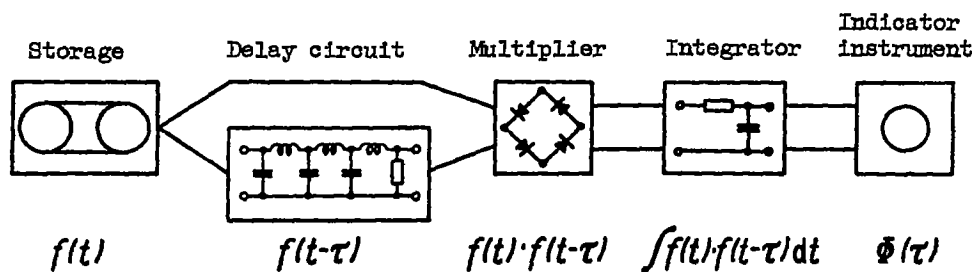 Indicator
Storage Delay circuit Multiplier Integrator instrument
f(t) f(t-τ) f(t)·f(t-τ) ∫f(t)·f(t-τ)dt Φ(τ)